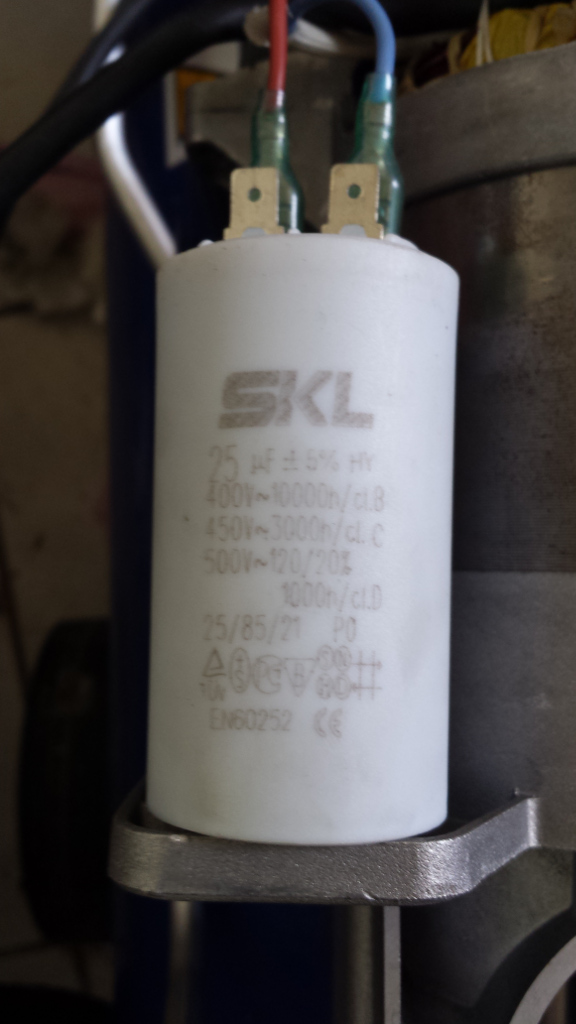 SKL
25 µF ± 5% HY
400V~10000h/cl.B
450V~3000h/cl.C
500V~120/20%
1000h/cl.D
25/85/21 P0
EN60252 CE